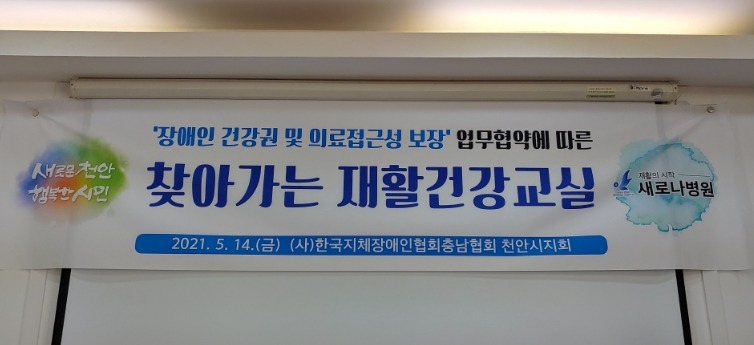 '장애인 건강권 및 의료접근성 보장' 업무협약에 따른
찾아가는 재활건강교실
새로운 천안
행복한 시민
재활의 시작
새로나병원
2021. 5. 14.(금) (사)한국지체장애인협회충남협회 천안시지회